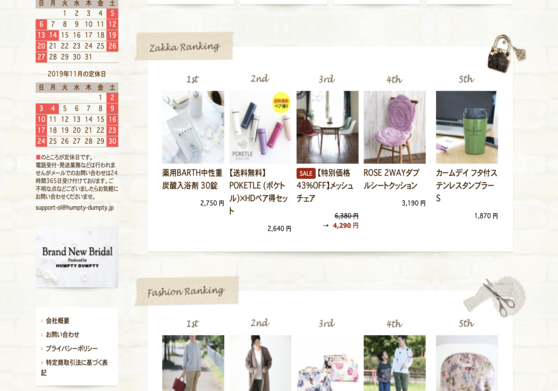 日 月 火 水 木 金 土
1 2 3 4 5
6 7 8 9 10 11 12
13 14 15 16 17 18 19
20 21 22 23 24 25 26
27 28 29 30 31
2019年11月の定休日
日 月 火 水 木 金 土
1 2
3 4 5 6 7 8 9
10 11 12 13 14 15 16
17 18 19 20 21 22 23
24 25 26 27 28 29 30
■のところが定休日です。
電話受付・発送業務などは行われま
せんがメールでのお問い合わせは24
時間365日受け付けております。ご
不明な点などございましたらお気軽に
お問い合わせくださいませ。
support-ol@humpty-dumpty.jp
Brand New Bridal
Produced by
HUMPTY DUMPTY
› 会社概要
› お問い合わせ
› プライバシーポリシー
› 特定商取引法に基づく表
記
Zakka Ranking
1st
薬用BARTH中性重
炭酸入浴剤 30錠
2,750 円
2nd
送料無料
ペア得!
POKETLE
【送料無料】
POKETLE (ポケト
ル)×HDペア得セッ
ト
2,640 円
3rd
SALE 【特別価格
43%OFF】メッシュ
チェア
6,380 円
→ 4,290 円
4th
ROSE 2WAYダブ
ルシートクッション
3,190 円
5th
カームデイ フタ付ス
テンレスタンブラー
S
1,870 円
Fashion Ranking
1st
2nd
3rd
4th
5th